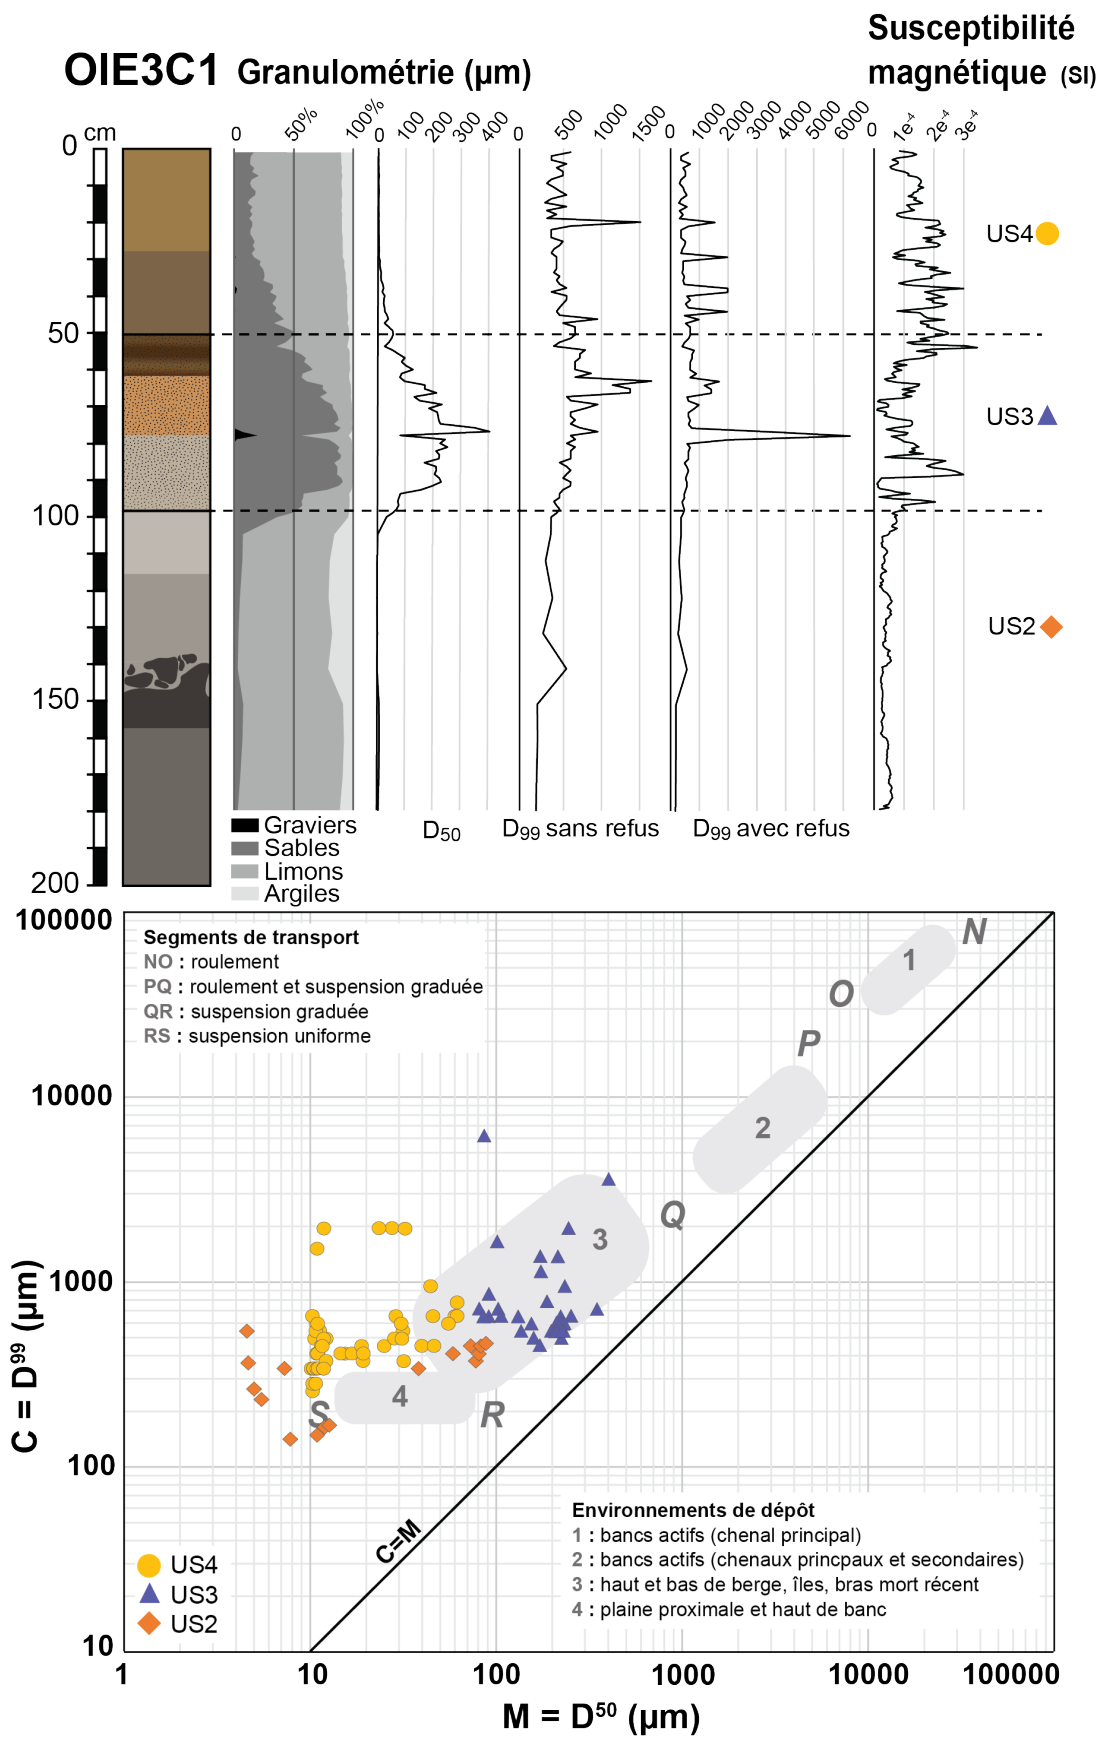 Susceptibilité
OIE3C1 Granulométrie (µm) magnétique (SI)
cm 0 50% 100% 0 100 200 300 400 0 500 1000 1500 0 1000 2000 3000 4000 5000 6000 0 1e-4 2e-4 3e-4
0
US4
50
US3
100
US2
150
200
Graviers
Sables
Limons
Argiles
D50 D99 sans refus D99 avec refus
100000
Segments de transport
NO : roulement
PQ : roulement et suspension graduée
QR : suspension graduée
RS : suspension uniforme
N
1
O
P
10000
2
Q
3
1000
4
S R
100
C=M
C = D99 (µm)
Environnements de dépôt
1 : bancs actifs (chenal principal)
2 : bancs actifs (chenaux princpaux et secondaires)
3 : haut et bas de berge, îles, bras mort récent
4 : plaine proximale et haut de banc
US4
US3
US2
10
1 10 100 1000 10000 100000
M = D50 (µm)